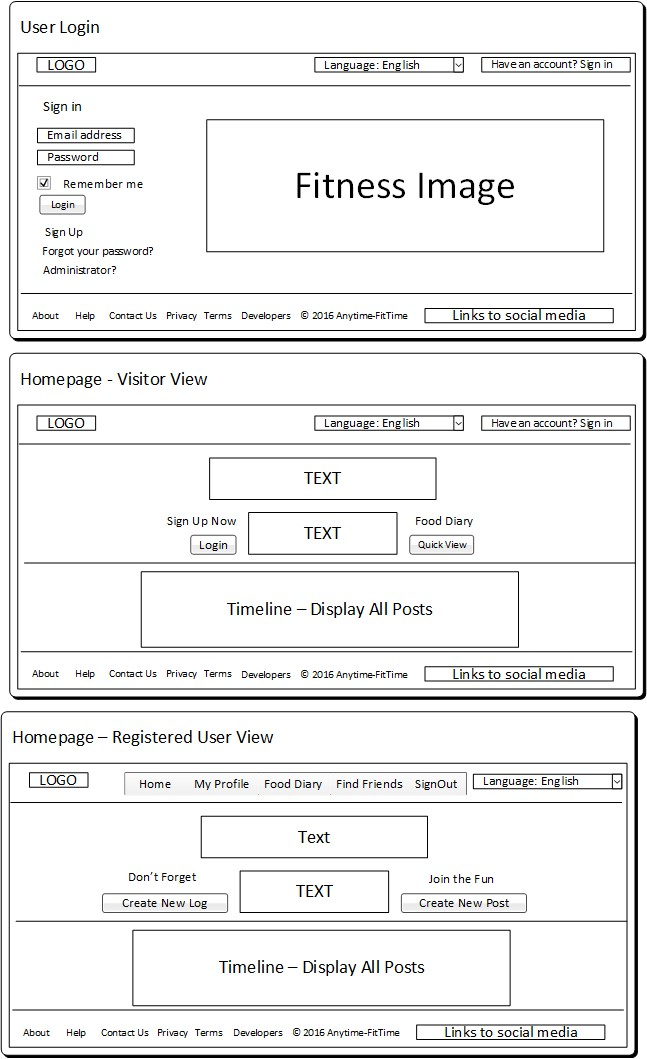 User Login
LOGO Language: English Have an account? Sign in
Sign in
Email address
Password
Remember me
Login
Sign Up
Forgot your password?
Administrator?
Fitness Image
About Help Contact Us Privacy Terms Developers © 2016 Anytime-FitTime Links to social media
Homepage - Visitor View
LOGO Language: English Have an account? Sign in
TEXT
Sign Up Now TEXT Food Diary
Login Quick View
Timeline – Display All Posts
About Help Contact Us Privacy Terms Developers © 2016 Anytime-FitTime Links to social media
Homepage – Registered User View
LOGO Home My Profile Food Diary Find Friends SignOut Language: English
Text
Don't Forget TEXT Join the Fun
Create New Log Create New Post
Timeline – Display All Posts
About Help Contact Us Privacy Terms Developers © 2016 Anytime-FitTime Links to social media